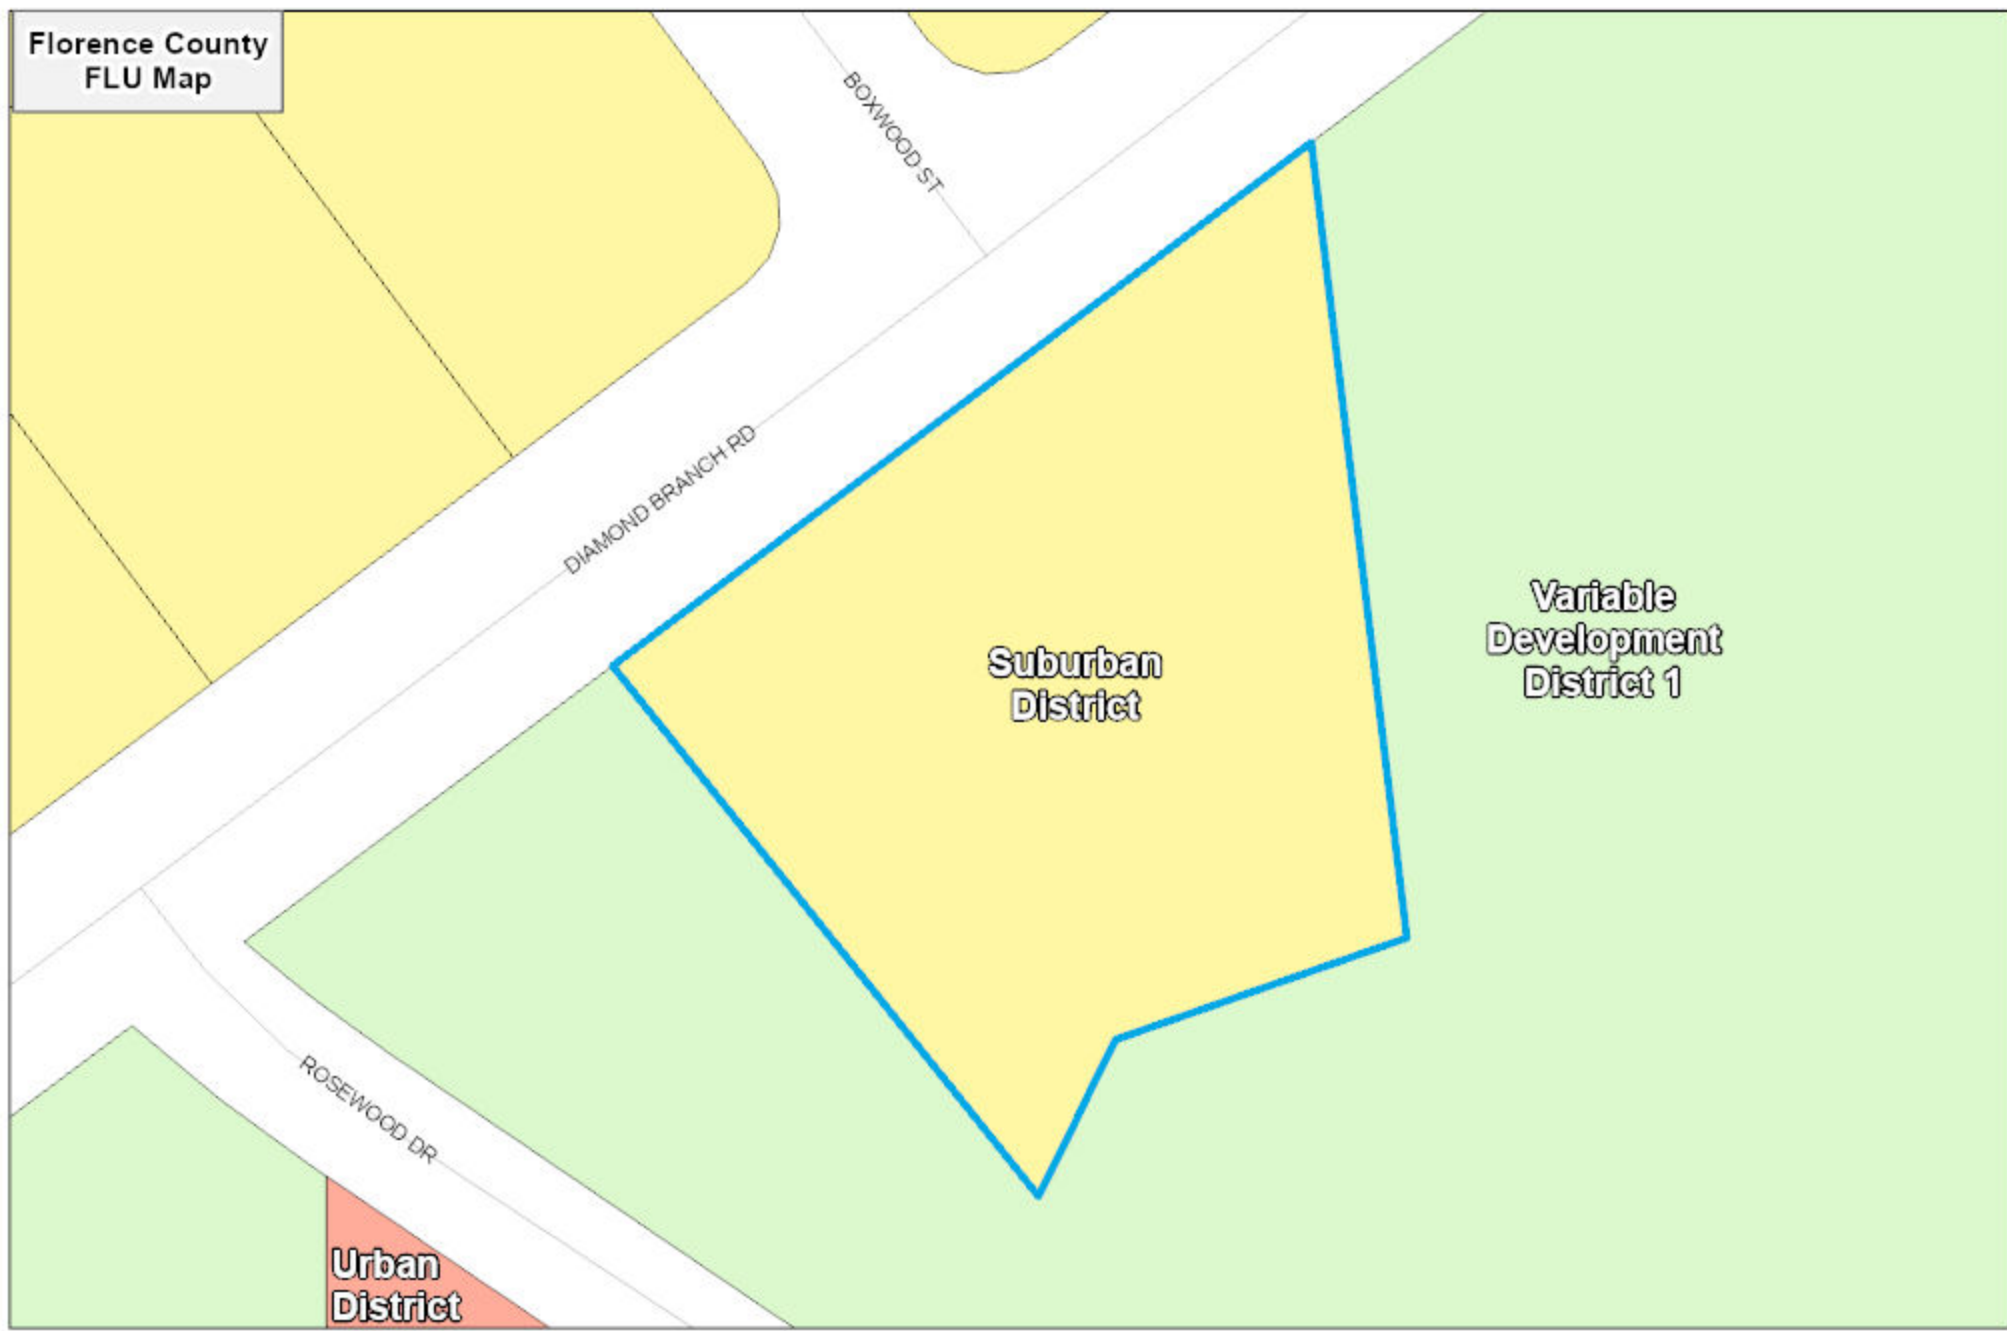 Florence County
FLU Map
BOXWOOD ST
DIAMOND BRANCH RD
Variable
Development
District 1
Suburban
District
ROSEWOOD DR
Urban
District